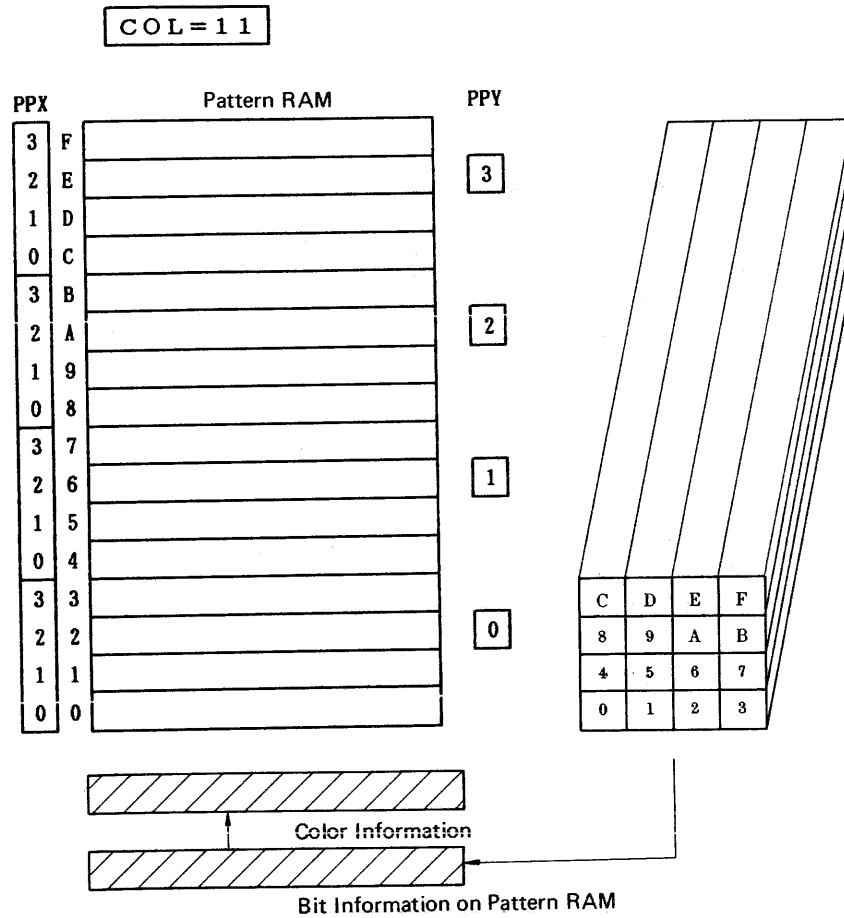 COL=11
PPX Pattern RAM PPY
3 F
2 E 3
1 D
0 C
3 B
2 A 2
1 9
0 8
3 7
2 6 1
1 5
0 4
3 3
2 2 0
1 1
0 0
C D E F
8 9 A B
4 5 6 7
0 1 2 3
Color Information
Bit Information on Pattern RAM